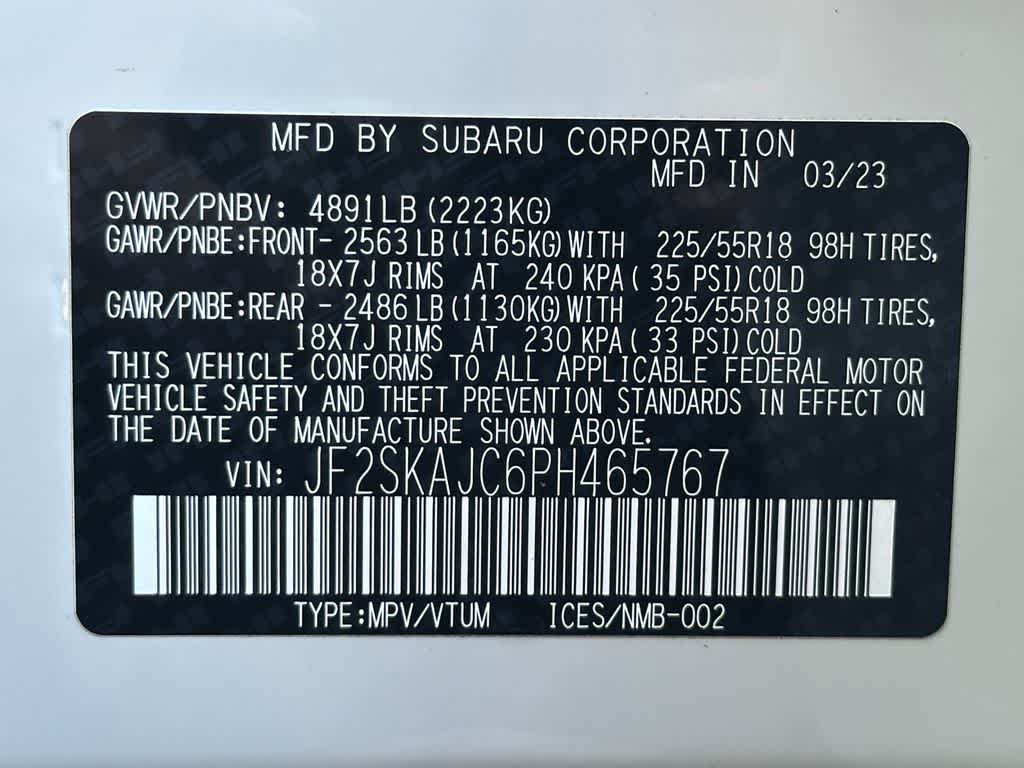 MFD BY SUBARU CORPORATION
MFD IN 03/23
GVWR/PNBV: 4891LB (2223KG)
GAWR/PNBE:FRONT- 2563 LB (1165KG) WITH 225/55R18 98H TIRES,
18X7J RIMS AT 240 KPA ( 35 PSI) COLD
GAWR/PNBE:REAR - 2486 LB (1130KG) WITH 225/55R18 98H TIRES,
18X7J RIMS AT 230 KPA ( 33 PSI) COLD
THIS VEHICLE CONFORMS TO ALL APPLICABLE FEDERAL MOTOR
VEHICLE SAFETY AND THEFT PREVENTION STANDARDS IN EFFECT ON
THE DATE OF MANUFACTURE SHOWN ABOVE.
VIN: JF2SKAJC6PH465767
TYPE:MPV/VTUM ICES/NMB-002